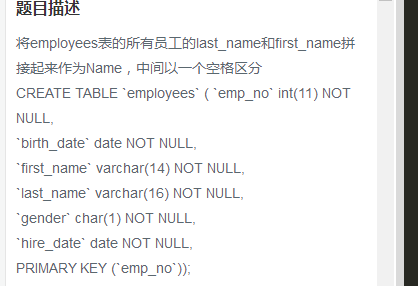 题目描述
将employees表的所有员工的last_name和first_name拼
接起来作为Name，中间以一个空格区分
CREATE TABLE `employees` ( `emp_no` int(11) NOT
NULL,
`birth_date` date NOT NULL,
`first_name` varchar(14) NOT NULL,
`last_name` varchar(16) NOT NULL,
`gender` char(1) NOT NULL,
`hire_date` date NOT NULL,
PRIMARY KEY (`emp_no`));